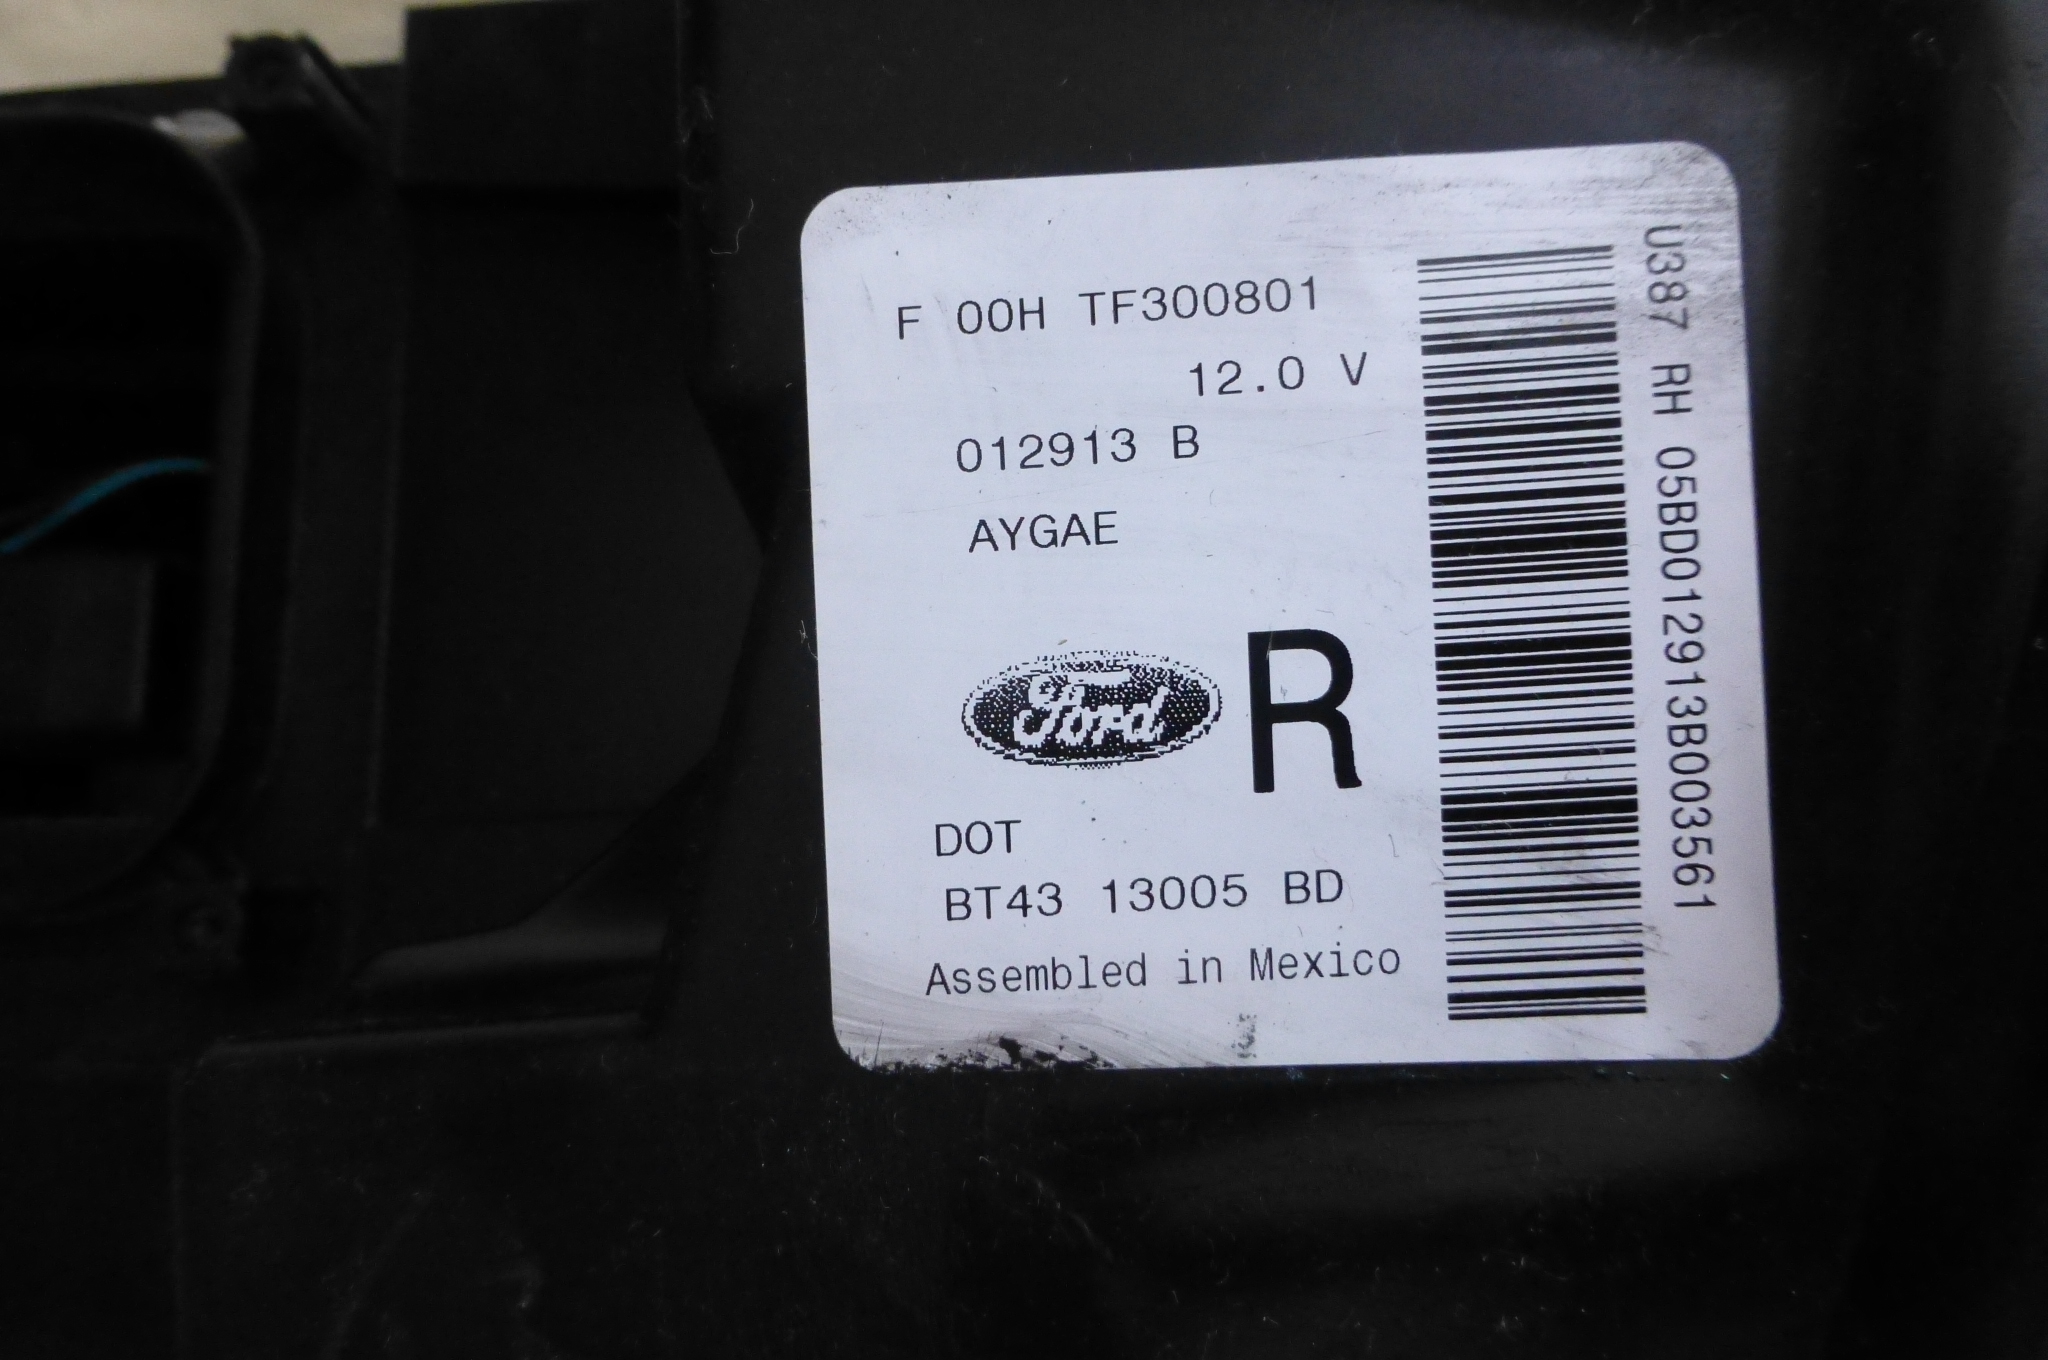 F 00H TF300801
12.0 V
012913 B
AYGAE
Ford R
DOT
BT43 13005 BD
Assembled in Mexico
U387 RH 05BD012913B003561